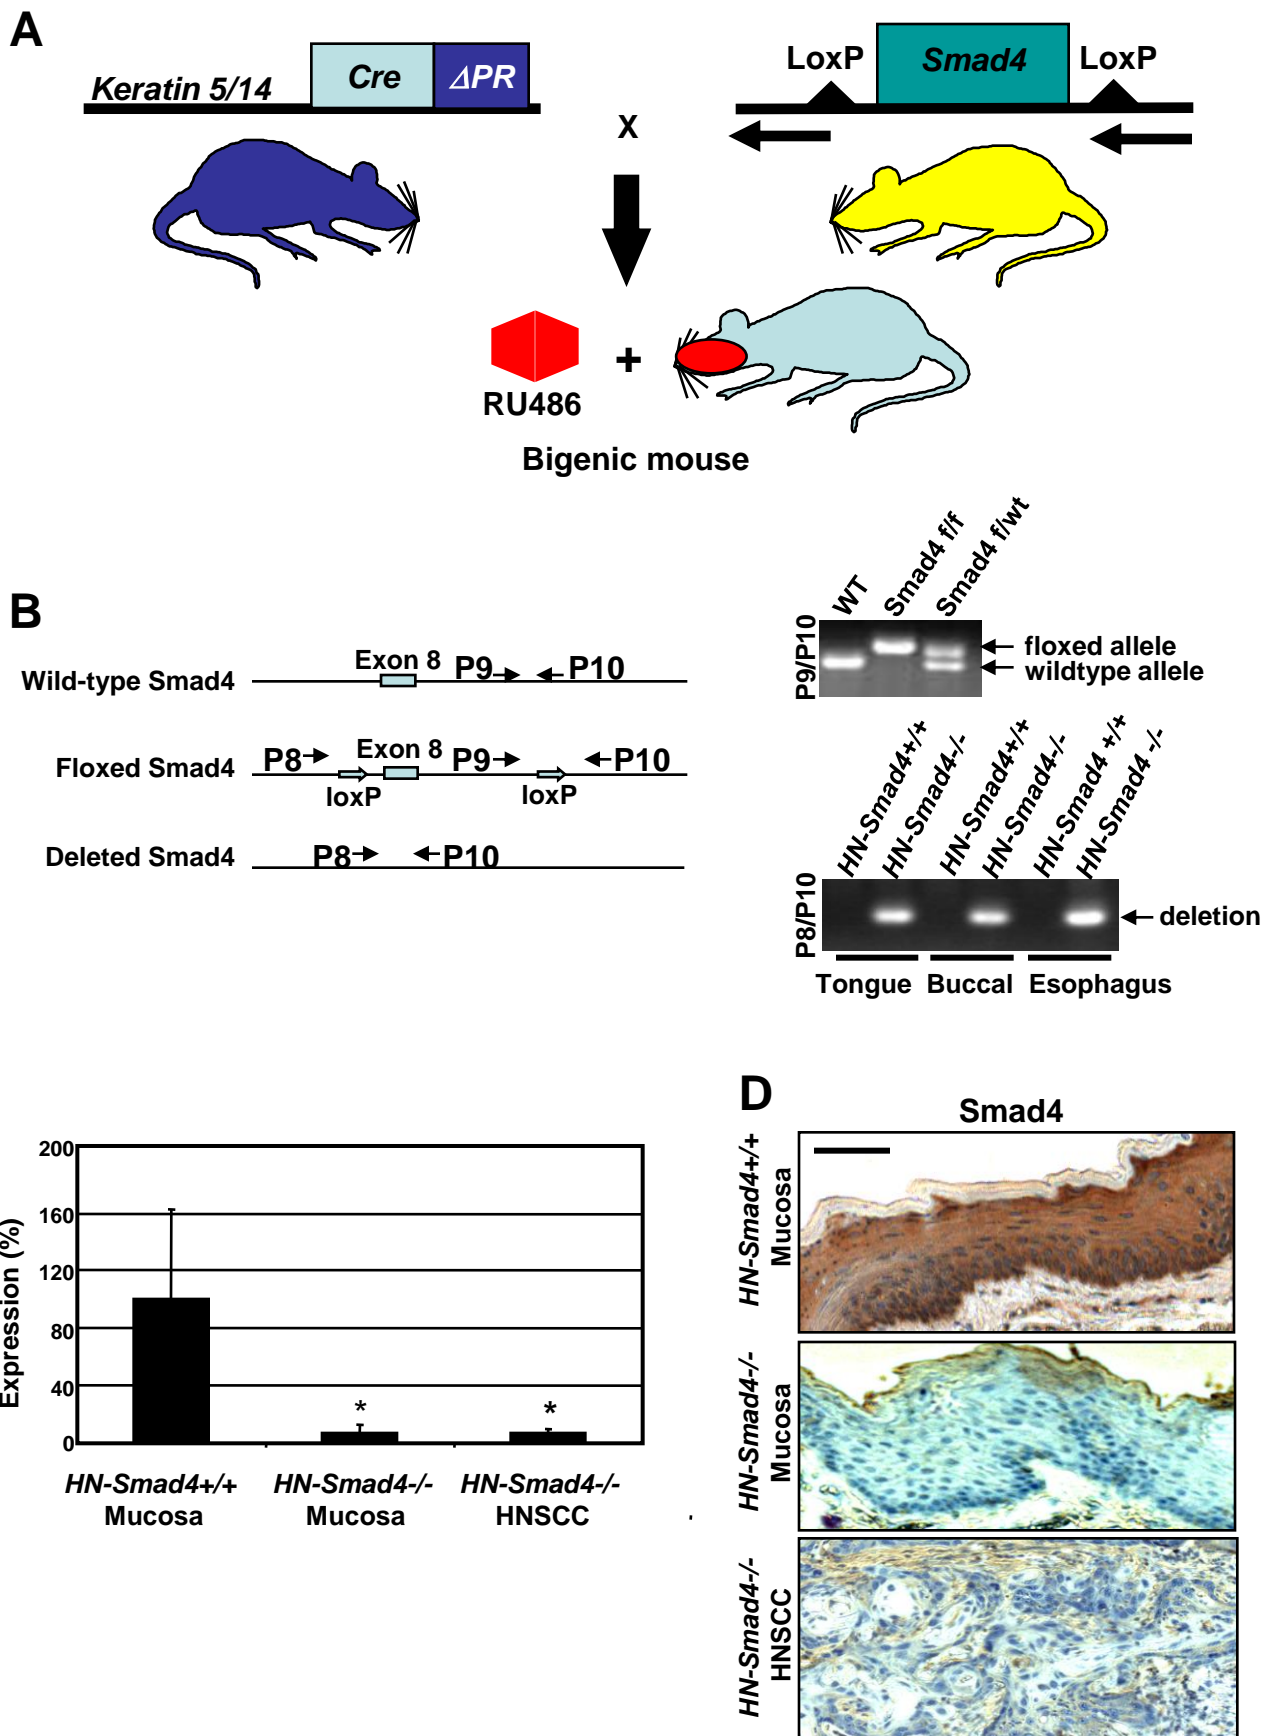 A
Keratin 5/14
Cre
ΔPR
LoxP
Smad4
LoxP
X
RU486
+
Bigenic mouse
B
Wild-type Smad4
Exon 8
P9
P10
Floxed Smad4
P8
Exon 8
P9
P10
loxP
loxP
Deleted Smad4
P8
P10
WT
Smad4 f/f
Smad4 f/wt
P9/P10
floxed allele
wildtype allele
HN-Smad4+/+
HN-Smad4-/-
HN-Smad4+/+
HN-Smad4-/-
HN-Smad4 +/+
HN-Smad4 -/-
P8/P10
deletion
Tongue
Buccal
Esophagus
Expression (%)
200
160
120
80
40
0
*
*
HN-Smad4+/+
Mucosa
HN-Smad4-/-
Mucosa
HN-Smad4-/-
HNSCC
D
Smad4
HN-Smad4+/+
Mucosa
HN-Smad4-/-
Mucosa
HN-Smad4-/-
HNSCC